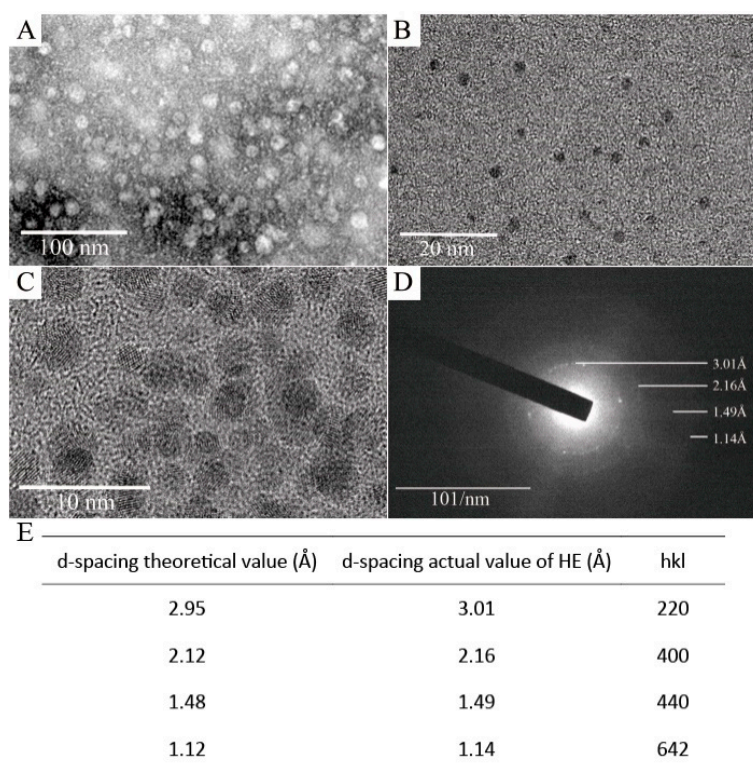 A
100 nm
B
20 nm
C
10 nm
D
3.01Å
2.16Å
1.49Å
1.14Å
101/nm
E
d-spacing theoretical value (Å) d-spacing actual value of HE (Å) hkl
2.95 3.01 220
2.12 2.16 400
1.48 1.49 440
1.12 1.14 642